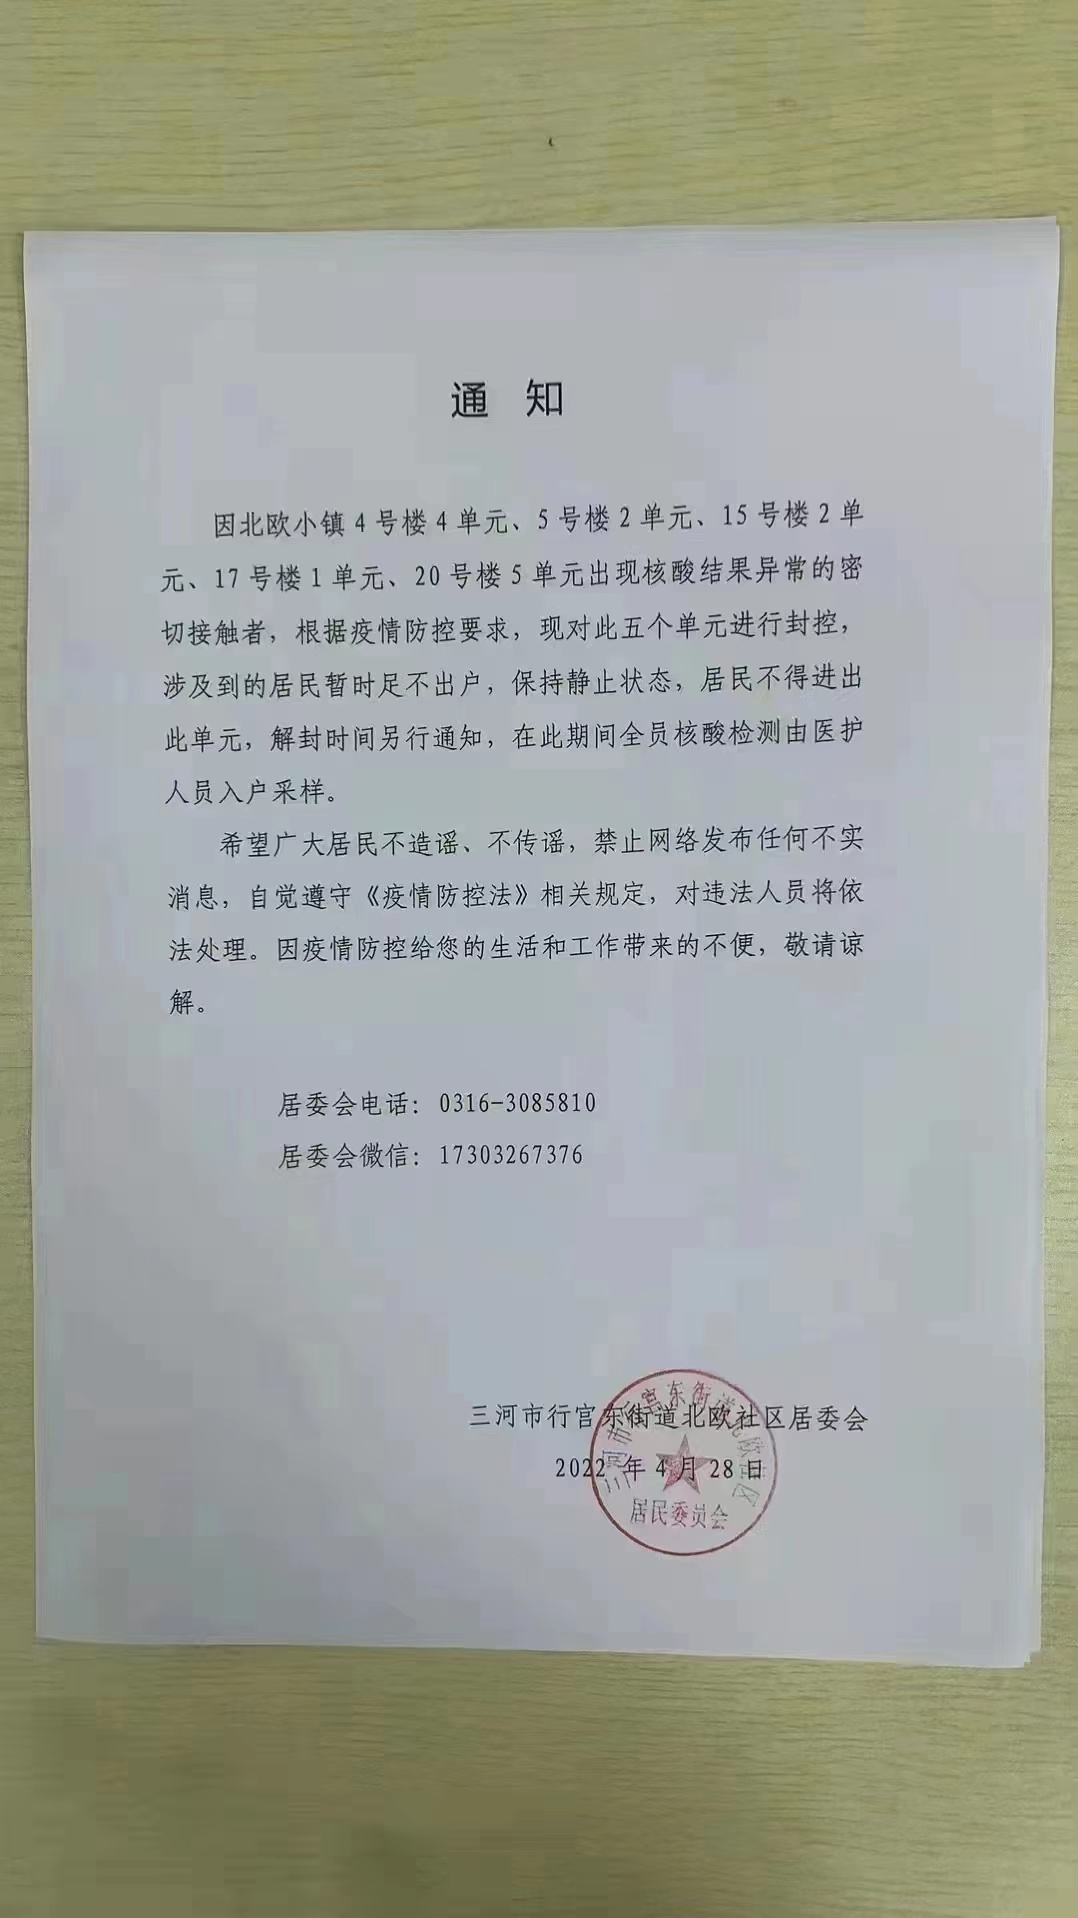 通 知
因北欧小镇4号楼4单元、5号楼2单元、15号楼2单
元、17号楼1单元、20号楼5单元出现核酸结果异常的密
切接触者，根据疫情防控要求，现对此五个单元进行封控，
涉及到的居民暂时足不出户，保持静止状态，居民不得进出
此单元，解封时间另行通知，在此期间全员核酸检测由医护
人员入户采样。
希望广大居民不造谣、不传谣，禁止网络发布任何不实
消息，自觉遵守《疫情防控法》相关规定，对违法人员将依
法处理。因疫情防控给您的生活和工作带来的不便，敬请谅
解。
居委会电话：0316-3085810
居委会微信：17303267376
三河市行宫东街道北欧社区居委会
2022 年 4 月 28 日
三河市行宫东街道北欧社区
居民委员会